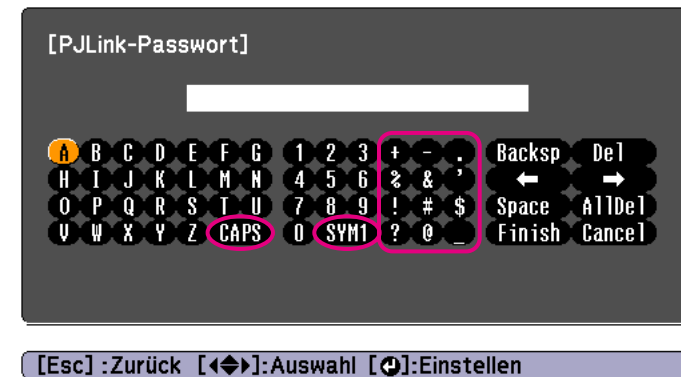 [PJLink-Passwort]
A B C D E F G 1 2 3 + - . Backsp Del
H I J K L M N 4 5 6 % & ' ← →
O P Q R S T U 7 8 9 ! # $ Space AllDel
V W X Y Z CAPS 0 SYM1 ? @ _ Finish Cancel
[Esc] :Zurück [◀◆▶]:Auswahl [⏎]:Einstellen